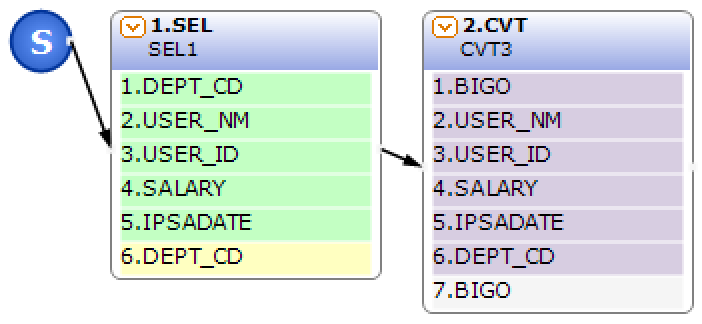 S
1.SEL
SEL1
1.DEPT_CD
2.USER_NM
3.USER_ID
4.SALARY
5.IPSADATE
6.DEPT_CD
2.CVT
CVT3
1.BIGO
2.USER_NM
3.USER_ID
4.SALARY
5.IPSADATE
6.DEPT_CD
7.BIGO